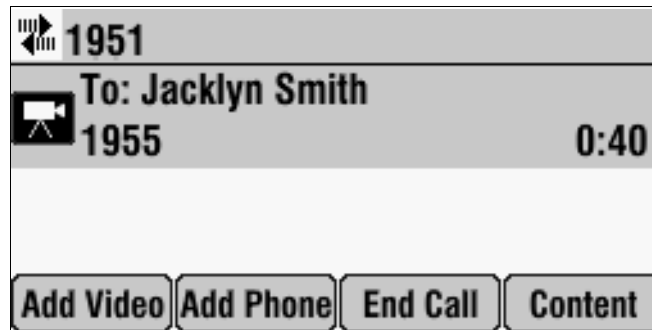 1951
To: Jacklyn Smith
1955 0:40
Add Video Add Phone End Call Content